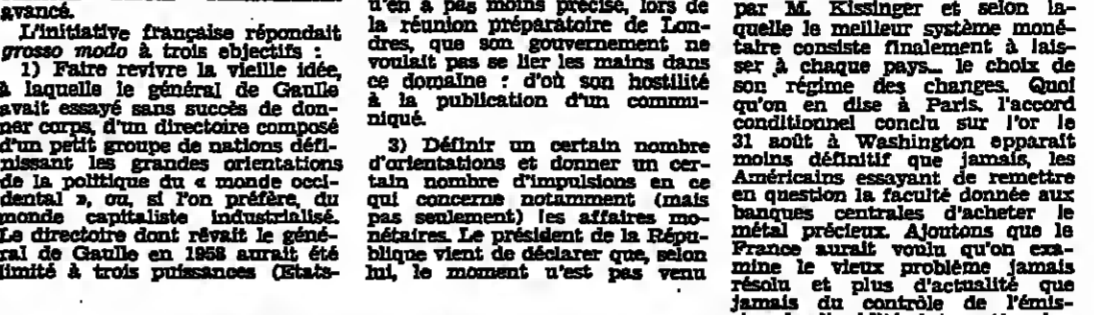 avancé.
L'initiative française répondait
grosso modo à trois objectifs :
1) Faire revivre la vieille idée,
à laquelle le général de Gaulle
avait essayé sans succès de don-
ner corps, d'un directoire composé
d'un petit groupe de nations défi-
nissant les grandes orientations
de la politique du « monde occi-
dental », ou, si l'on préfère, du
monde capitaliste industrialisé.
Le directoire dont rêvait le géné-
ral de Gaulle en 1958 aurait été
limité à trois puissances (Etats-
n'en a pas moins précisé, lors de
la réunion préparatoire de Lon-
dres, que son gouvernement ne
voulait pas se lier les mains dans
ce domaine : d'où son hostilité
à la publication d'un commu-
niqué.
3) Définir un certain nombre
d'orientations et donner un cer-
tain nombre d'impulsions en ce
qui concerne notamment (mais
pas seulement) les affaires mo-
nétaires. Le président de la Répu-
blique vient de déclarer que, selon
lui, le moment n'est pas venu
par M. Kissinger et selon la-
quelle le meilleur système moné-
taire consiste finalement à lais-
ser à chaque pays... le choix de
son régime des changes. Quoi
qu'on en dise à Paris, l'accord
conditionnel conclu sur l'or le
31 août à Washington apparait
moins définitif que jamais, les
Américains essayant de remettre
en question la faculté donnée aux
banques centrales d'acheter le
métal précieux. Ajoutons que la
France aurait voulu qu'on exa-
mine le vieux problème jamais
résolu et plus d'actualité que
jamais du contrôle de l'émis-